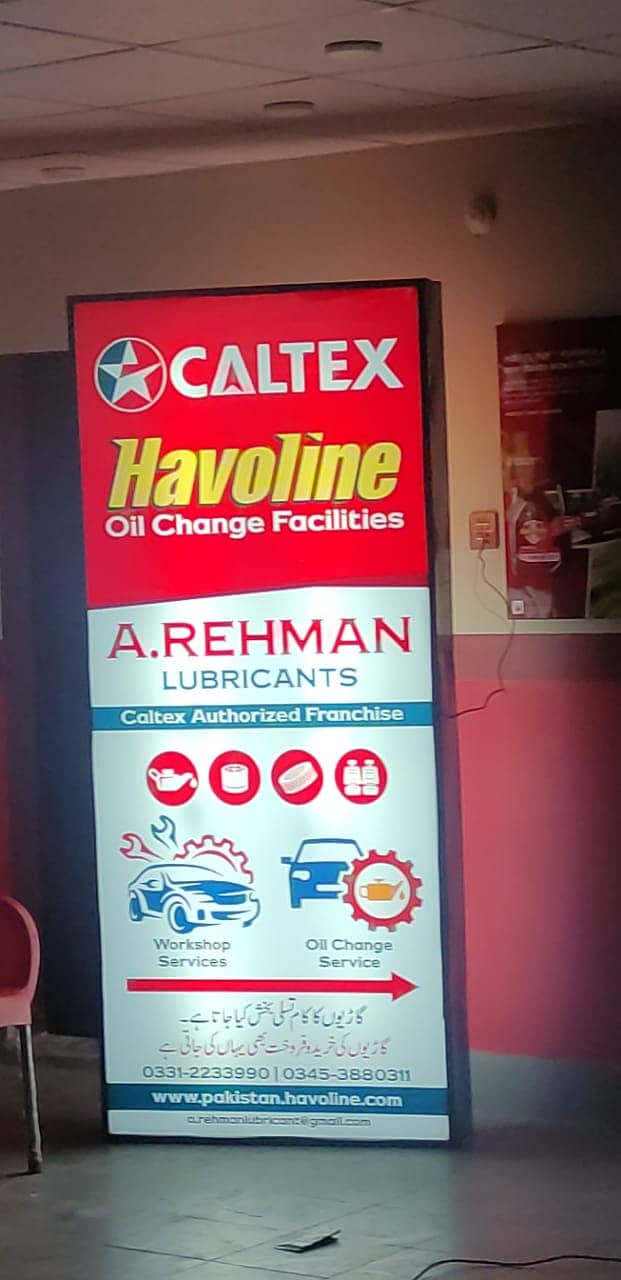 CALTEX
Havoline
Oil Change Facilities
A.REHMAN
LUBRICANTS
Caltex Authorized Franchise
Workshop Services
Oil Change Service
گاڑیوں کا کام تسلی بخش کیا جاتا ہے۔
گاڑیوں کی خرید و فروخت بھی یہاں کی جاتی ہے
0331-2233990 | 0345-3880311
www.pakistan.havoline.com
a.rehmanlubricant@gmail.com